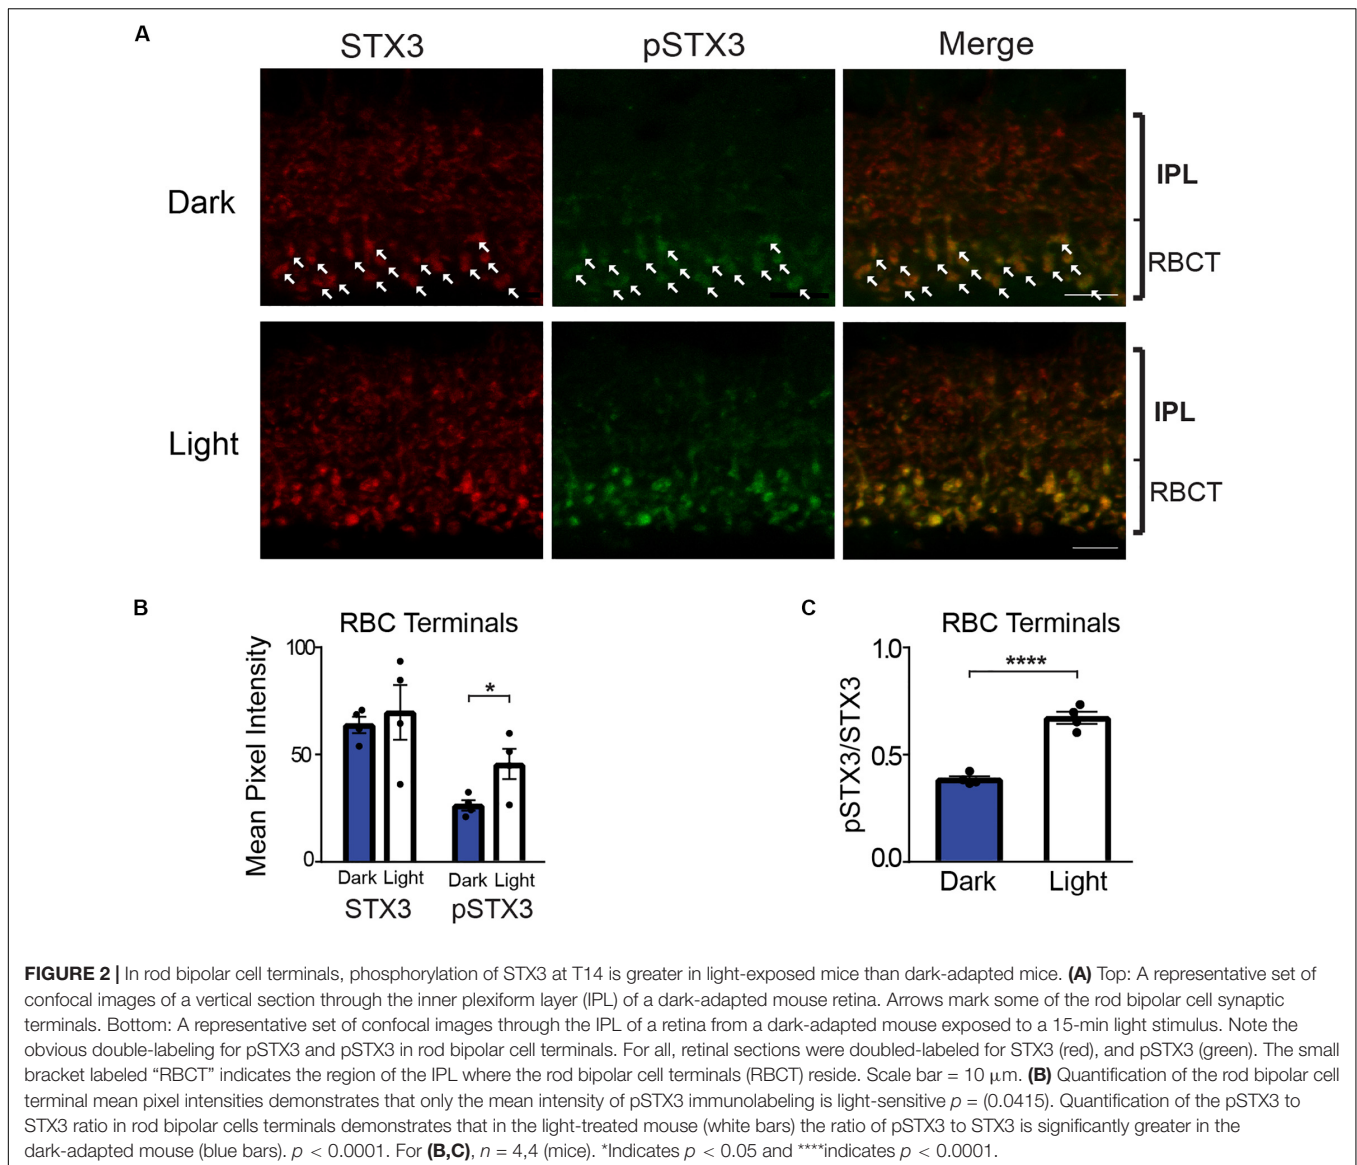 A
STX3 pSTX3 Merge
Dark
IPL
RBCT
Light
IPL
RBCT
B
RBC Terminals
Mean Pixel Intensity
100
50
0
*
Dark Light Dark Light
STX3 pSTX3
C
RBC Terminals
pSTX3/STX3
1.0
0.5
0.0
****
Dark Light
FIGURE 2 | In rod bipolar cell terminals, phosphorylation of STX3 at T14 is greater in light-exposed mice than dark-adapted mice. (A) Top: A representative set of
confocal images of a vertical section through the inner plexiform layer (IPL) of a dark-adapted mouse retina. Arrows mark some of the rod bipolar cell synaptic
terminals. Bottom: A representative set of confocal images through the IPL of a retina from a dark-adapted mouse exposed to a 15-min light stimulus. Note the
obvious double-labeling for pSTX3 and pSTX3 in rod bipolar cell terminals. For all, retinal sections were doubled-labeled for STX3 (red), and pSTX3 (green). The small
bracket labeled “RBCT” indicates the region of the IPL where the rod bipolar cell terminals (RBCT) reside. Scale bar = 10 μm. (B) Quantification of the rod bipolar cell
terminal mean pixel intensities demonstrates that only the mean intensity of pSTX3 immunolabeling is light-sensitive p = (0.0415). Quantification of the pSTX3 to
STX3 ratio in rod bipolar cells terminals demonstrates that in the light-treated mouse (white bars) the ratio of pSTX3 to STX3 is significantly greater in the
dark-adapted mouse (blue bars). p < 0.0001. For (B,C), n = 4,4 (mice). *Indicates p < 0.05 and ****indicates p < 0.0001.